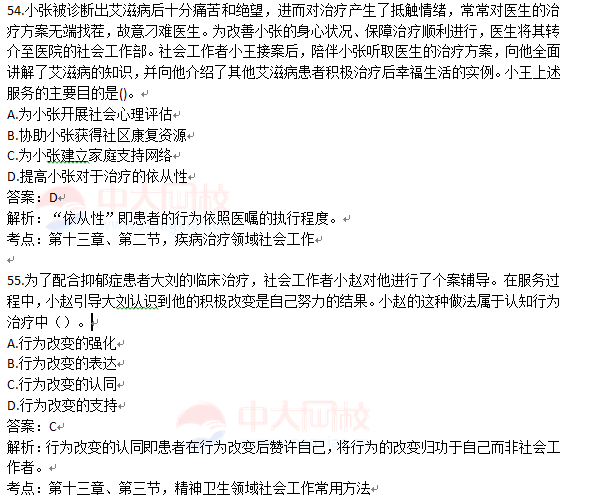 54.小张被诊断出艾滋病后十分痛苦和绝望，进而对治疗产生了抵触情绪，常常对医生的治
疗方案无端找茬，故意刁难医生。为改善小张的身心状况、保障治疗顺利进行，医生将其转
介至医院的社会工作部。社会工作者小王接案后，陪伴小张听取医生的治疗方案，向他全面
讲解了艾滋病的知识，并向他介绍了其他艾滋病患者积极治疗后幸福生活的实例。小王上述
服务的主要目的是()。
A.为小张开展社会心理评估
B.协助小张获得社区康复资源
C.为小张建立家庭支持网络
D.提高小张对于治疗的依从性
中大网校
答案：D
解析：“依从性”即患者的行为依照医嘱的执行程度。
考点：第十三章、第二节，疾病治疗领域社会工作
55.为了配合抑郁症患者大刘的临床治疗，社会工作者小赵对他进行了个案辅导。在服务过
程中，小赵引导大刘认识到他的积极改变是自己努力的结果。小赵的这种做法属于认知行为
治疗中（）。
A.行为改变的强化
B.行为改变的表达
C.行为改变的认同
D.行为改变的支持
中大网校
答案：C
解析：行为改变的认同即患者在行为改变后赞许自己，将行为的改变归功于自己而非社会工
作者。
考点：第十三章、第三节，精神卫生领域社会工作常用方法